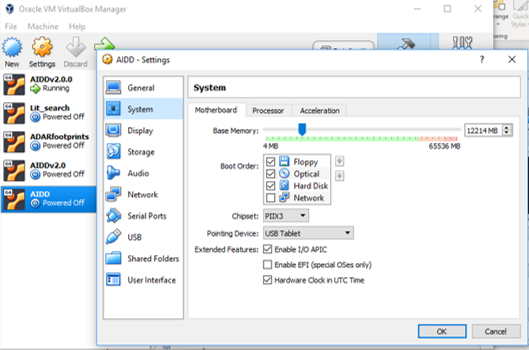 Oracle VM VirtualBox Manager
File Machine Help
New Settings Discard
AIDDv2.0.0
Running
Lit_search
Powered Off
ADARfootprints
Powered Off
AIDDv2.0
Powered Off
AIDD
Powered Off
AIDD - Settings
General
System
Display
Storage
Audio
Network
Serial Ports
USB
Shared Folders
User Interface
System
Motherboard Processor Acceleration
Base Memory: 12214 MB
4 MB 65536 MB
Boot Order: Floppy
Optical
Hard Disk
Network
Chipset: PIIX3
Pointing Device: USB Tablet
Extended Features: Enable I/O APIC
Enable EFI (special OSes only)
Hardware Clock in UTC Time
OK Cancel